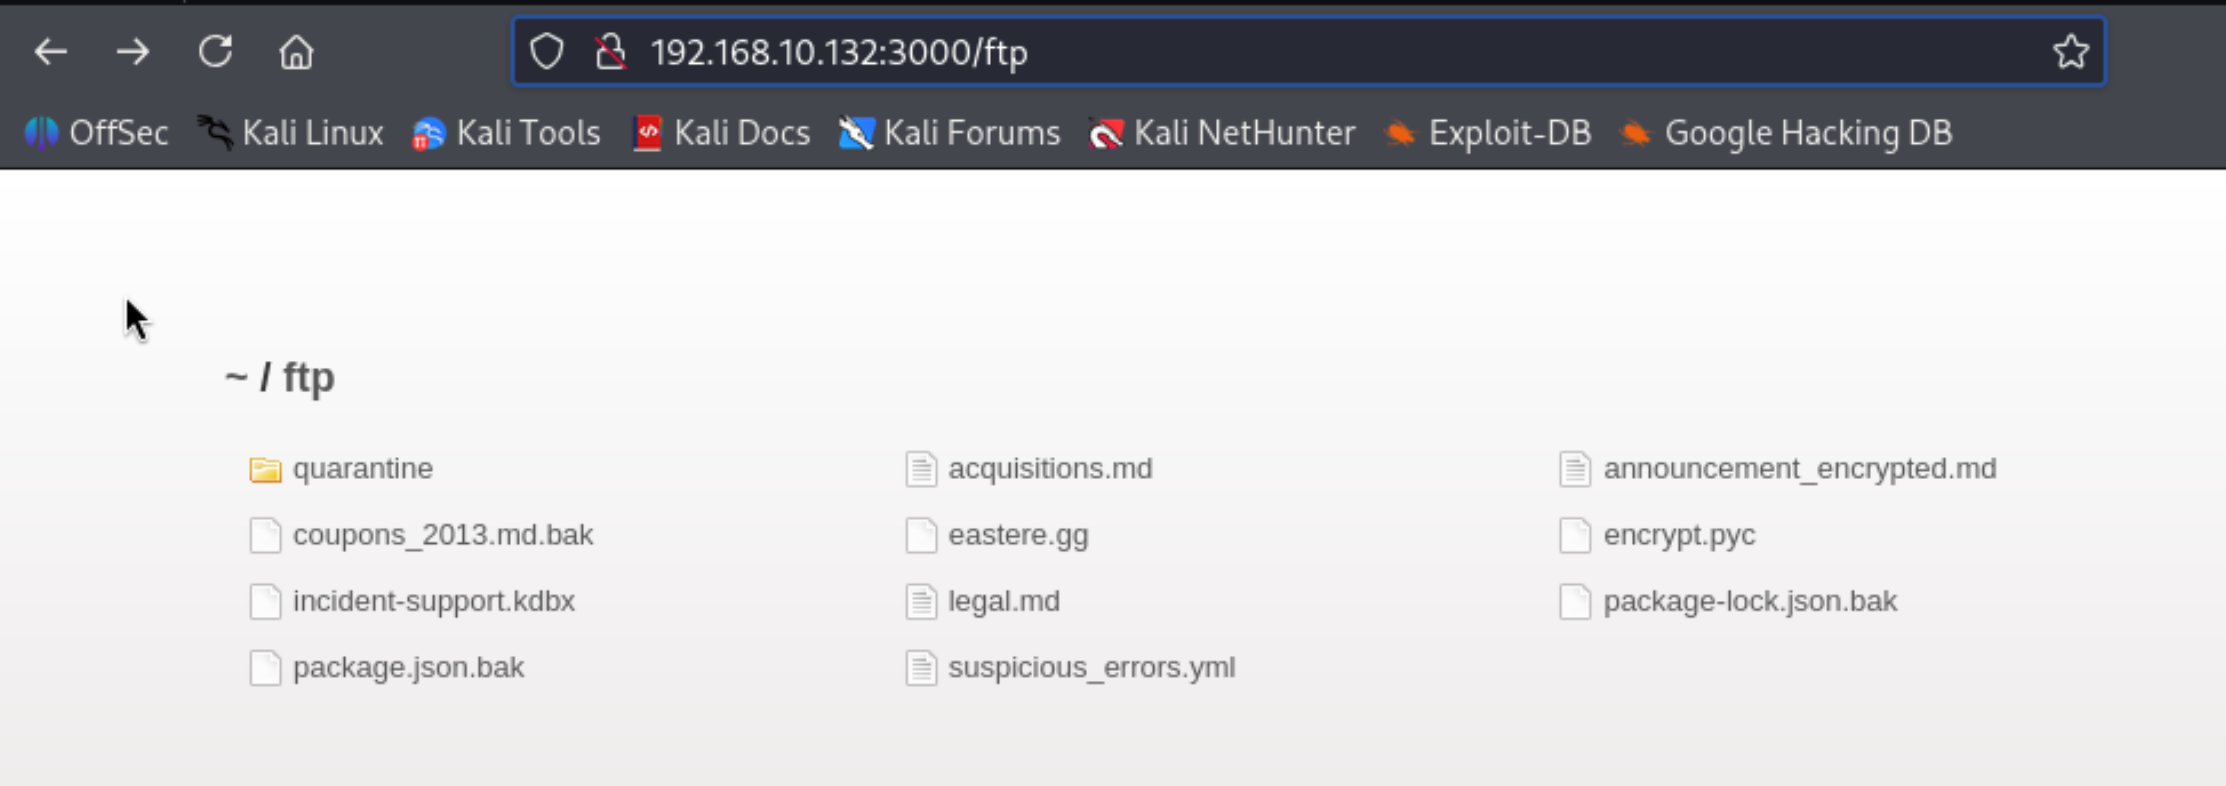 192.168.10.132:3000/ftp
OffSec Kali Linux Kali Tools Kali Docs Kali Forums Kali NetHunter Exploit-DB Google Hacking DB
~ / ftp
quarantine acquisitions.md announcement_encrypted.md
coupons_2013.md.bak eastere.gg encrypt.pyc
incident-support.kdbx legal.md package-lock.json.bak
package.json.bak suspicious_errors.yml